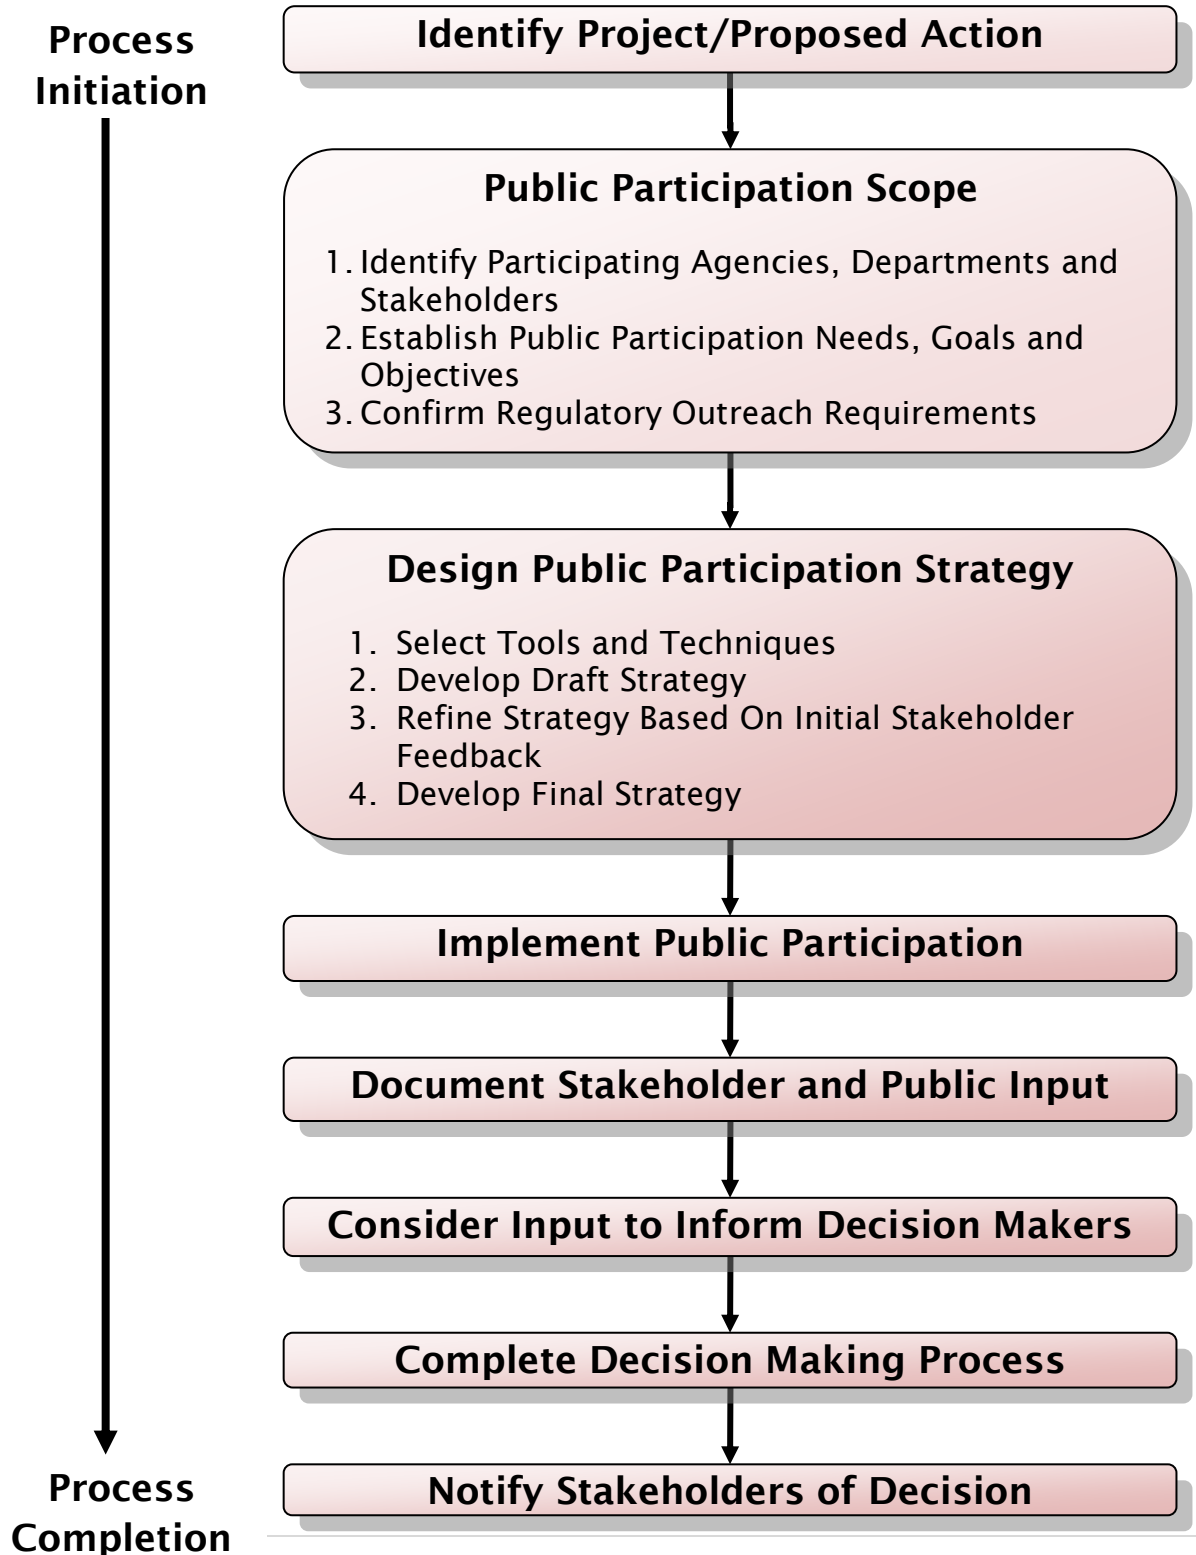 Process
Initiation
Identify Project/Proposed Action
Public Participation Scope
1. Identify Participating Agencies, Departments and
Stakeholders
2. Establish Public Participation Needs, Goals and
Objectives
3. Confirm Regulatory Outreach Requirements
Design Public Participation Strategy
1. Select Tools and Techniques
2. Develop Draft Strategy
3. Refine Strategy Based On Initial Stakeholder
Feedback
4. Develop Final Strategy
Implement Public Participation
Document Stakeholder and Public Input
Consider Input to Inform Decision Makers
Complete Decision Making Process
Notify Stakeholders of Decision
Process
Completion